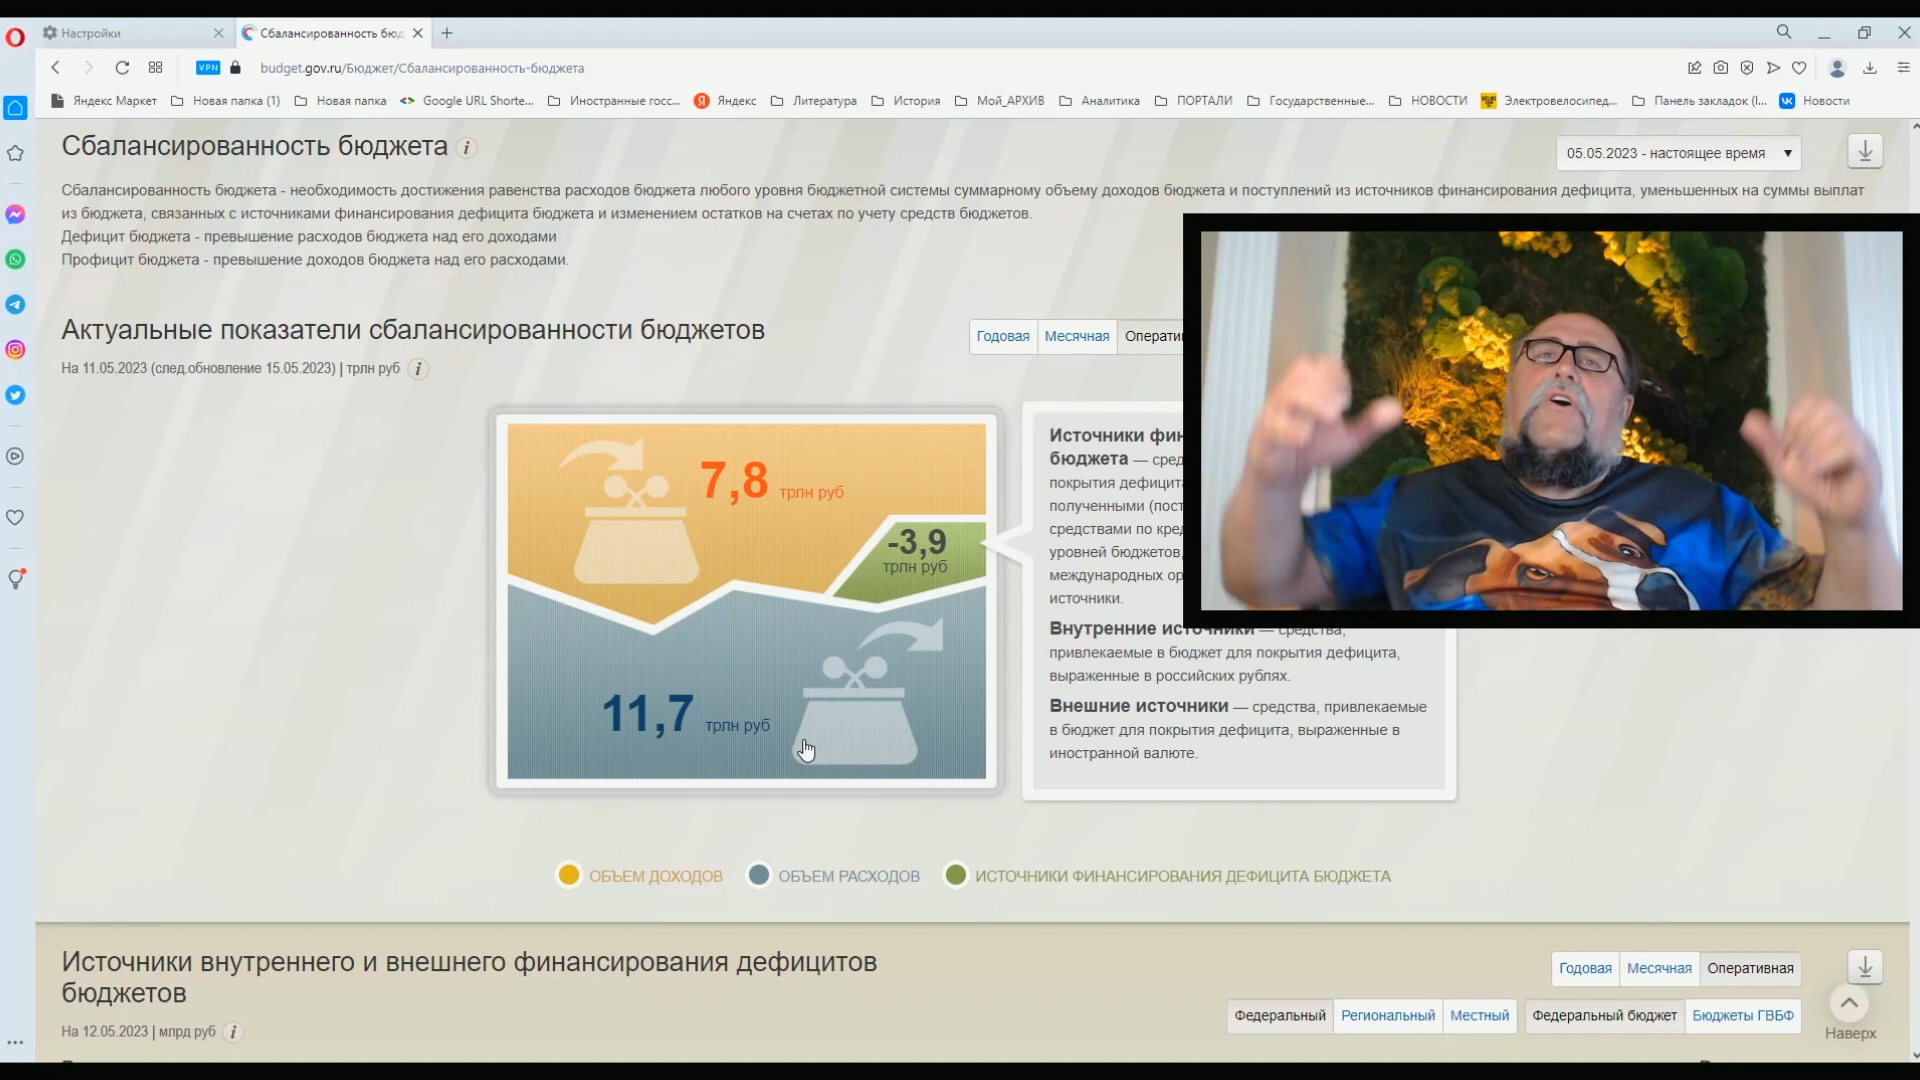 Настройки
Сбалансированность бюд
VPN
budget.gov.ru/Бюджет/Сбалансированность-бюджета
Яндекс Маркет
Новая папка (1)
Новая папка
Google URL Shorte...
Иностранные госс...
Яндекс
Литература
История
Мой_АРХИВ
Аналитика
ПОРТАЛИ
Государственные...
НОВОСТИ
Электровелосипед...
Панель закладок (I...
Новости
Сбалансированность бюджета
05.05.2023 - настоящее время
Сбалансированность бюджета - необходимость достижения равенства расходов бюджета любого уровня бюджетной системы суммарному объему доходов бюджета и поступлений из источников финансирования дефицита, уменьшенных на суммы выплат
из бюджета, связанных с источниками финансирования дефицита бюджета и изменением остатков на счетах по учету средств бюджетов.
Дефицит бюджета - превышение расходов бюджета над его доходами
Профицит бюджета - превышение доходов бюджета над его расходами.
Актуальные показатели сбалансированности бюджетов
Годовая
Месячная
Операти
На 11.05.2023 (след.обновление 15.05.2023) | трлн руб
7,8 трлн руб
-3,9
трлн руб
11,7 трлн руб
Источники фин
бюджета — сред
покрытия дефицит
полученными (пост
средствами по кред
уровней бюджетов,
международных ор
источники.
Внутренние источники — средства,
привлекаемые в бюджет для покрытия дефицита,
выраженные в российских рублях.
Внешние источники — средства, привлекаемые
в бюджет для покрытия дефицита, выраженные в
иностранной валюте.
ОБЪЕМ ДОХОДОВ
ОБЪЕМ РАСХОДОВ
ИСТОЧНИКИ ФИНАНСИРОВАНИЯ ДЕФИЦИТА БЮДЖЕТА
Источники внутреннего и внешнего финансирования дефицитов
бюджетов
Годовая
Месячная
Оперативная
Федеральный
Региональный
Местный
Федеральный бюджет
Бюджеты ГВБФ
На 12.05.2023 | млрд руб
Наверх